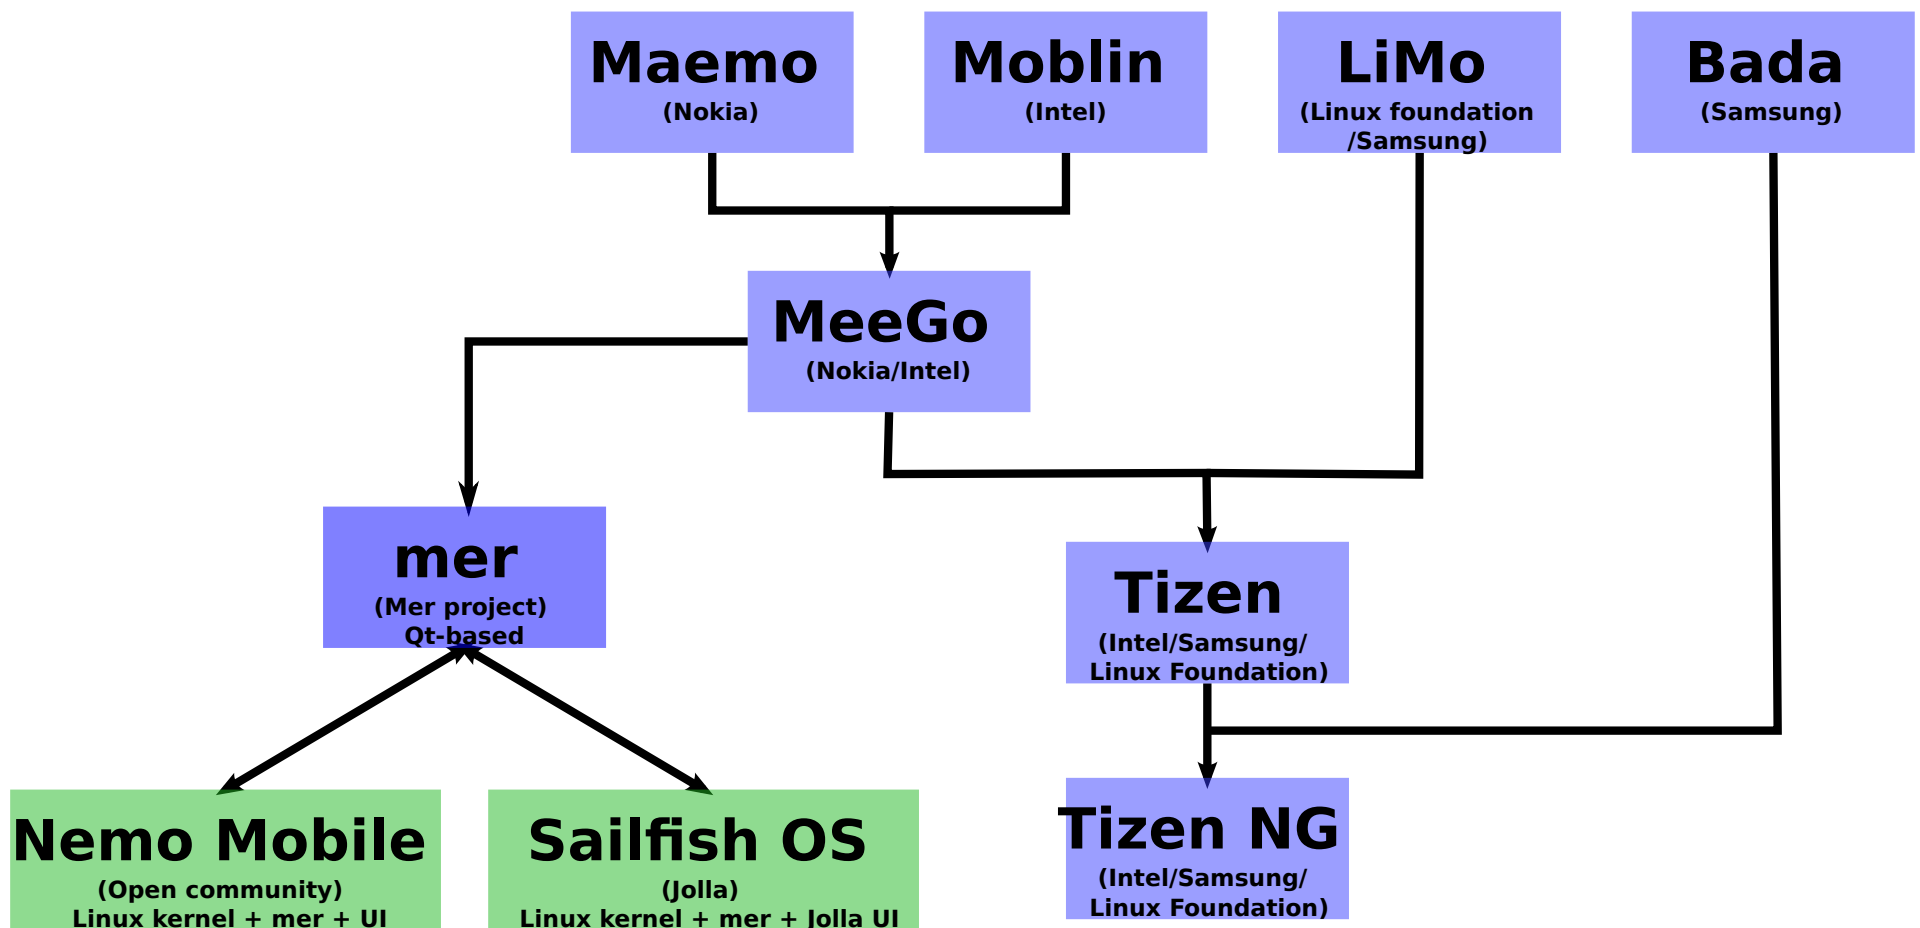 Maemo
(Nokia)
Moblin
(Intel)
LiMo
(Linux foundation
/Samsung)
Bada
(Samsung)
MeeGo
(Nokia/Intel)
mer
(Mer project)
Qt-based
Tizen
(Intel/Samsung/
Linux Foundation)
Nemo Mobile
(Open community)
Linux kernel + mer + UI
Sailfish OS
(Jolla)
Linux kernel + mer + Jolla UI
Tizen NG
(Intel/Samsung/
Linux Foundation)